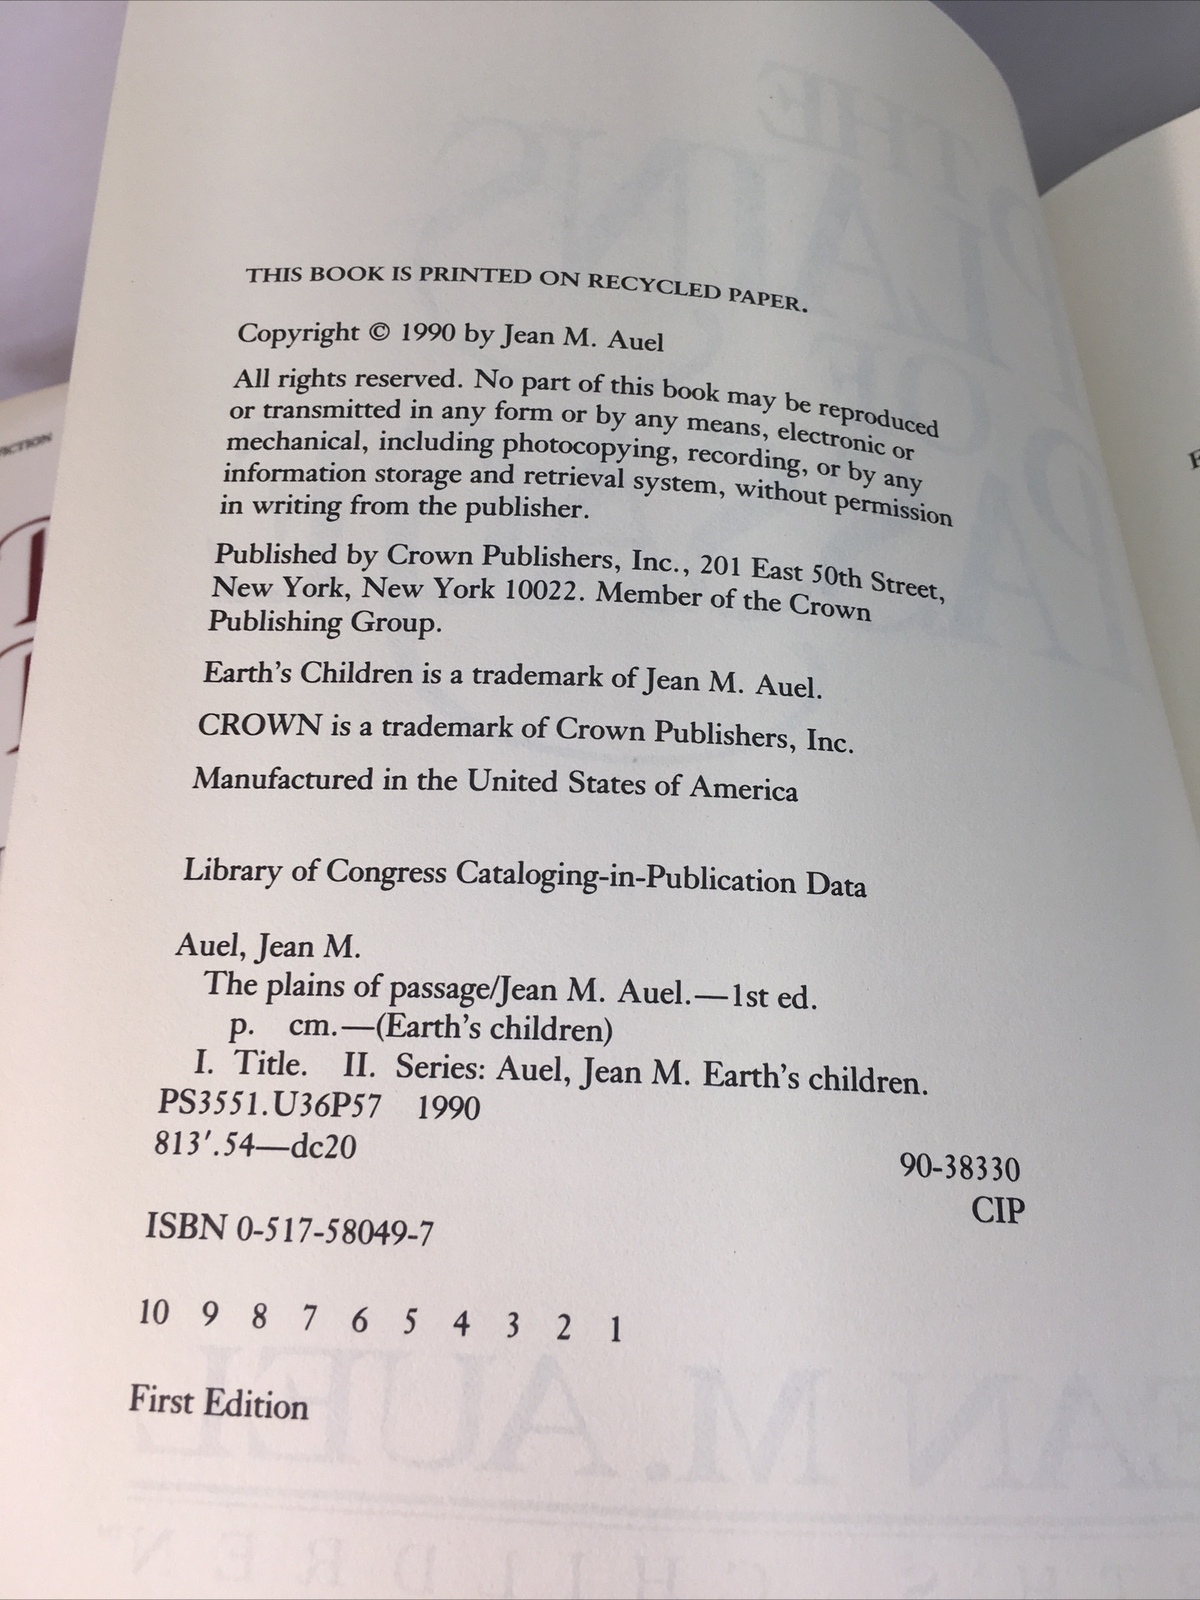 THIS BOOK IS PRINTED ON RECYCLED PAPER.
Copyright © 1990 by Jean M. Auel
All rights reserved. No part of this book may be reproduced
or transmitted in any form or by any means, electronic or
mechanical, including photocopying, recording, or by any
information storage and retrieval system, without permission
in writing from the publisher.
Published by Crown Publishers, Inc., 201 East 50th Street,
New York, New York 10022. Member of the Crown
Publishing Group.
Earth's Children is a trademark of Jean M. Auel.
CROWN is a trademark of Crown Publishers, Inc.
Manufactured in the United States of America
Library of Congress Cataloging-in-Publication Data
Auel, Jean M.
The plains of passage/Jean M. Auel.—1st ed.
p. cm.—(Earth's children)
I. Title. II. Series: Auel, Jean M. Earth's children.
PS3551.U36P57 1990
813'.54—dc20
90-38330
CIP
ISBN 0-517-58049-7
10 9 8 7 6 5 4 3 2 1
First Edition